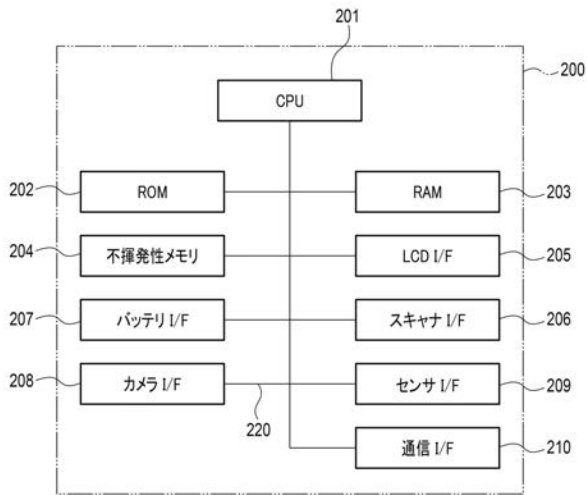 201
200
CPU
202 ROM RAM 203
204 不揮発性メモリ LCD I/F 205
207 バッテリ I/F スキャナ I/F 206
208 カメラ I/F センサ I/F 209
220
通信 I/F 210